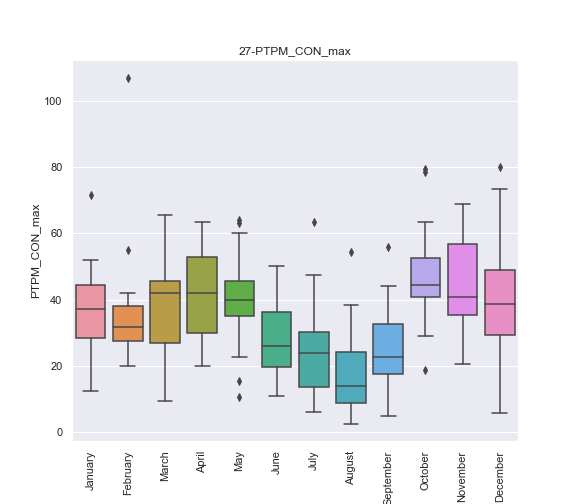 27-PTPM_CON_max
PTPM_CON_max
100
80
60
40
20
0
January
February
March
April
May
June
July
August
September
October
November
December